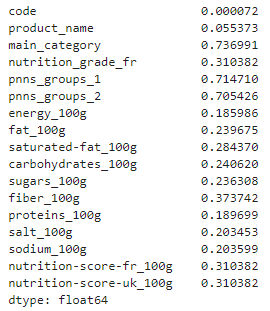 code 0.000072
product_name 0.055373
main_category 0.736991
nutrition_grade_fr 0.310382
pnns_groups_1 0.714710
pnns_groups_2 0.705426
energy_100g 0.185986
fat_100g 0.239675
saturated-fat_100g 0.284370
carbohydrates_100g 0.240620
sugars_100g 0.236308
fiber_100g 0.373742
proteins_100g 0.189699
salt_100g 0.203453
sodium_100g 0.203599
nutrition-score-fr_100g 0.310382
nutrition-score-uk_100g 0.310382
dtype: float64